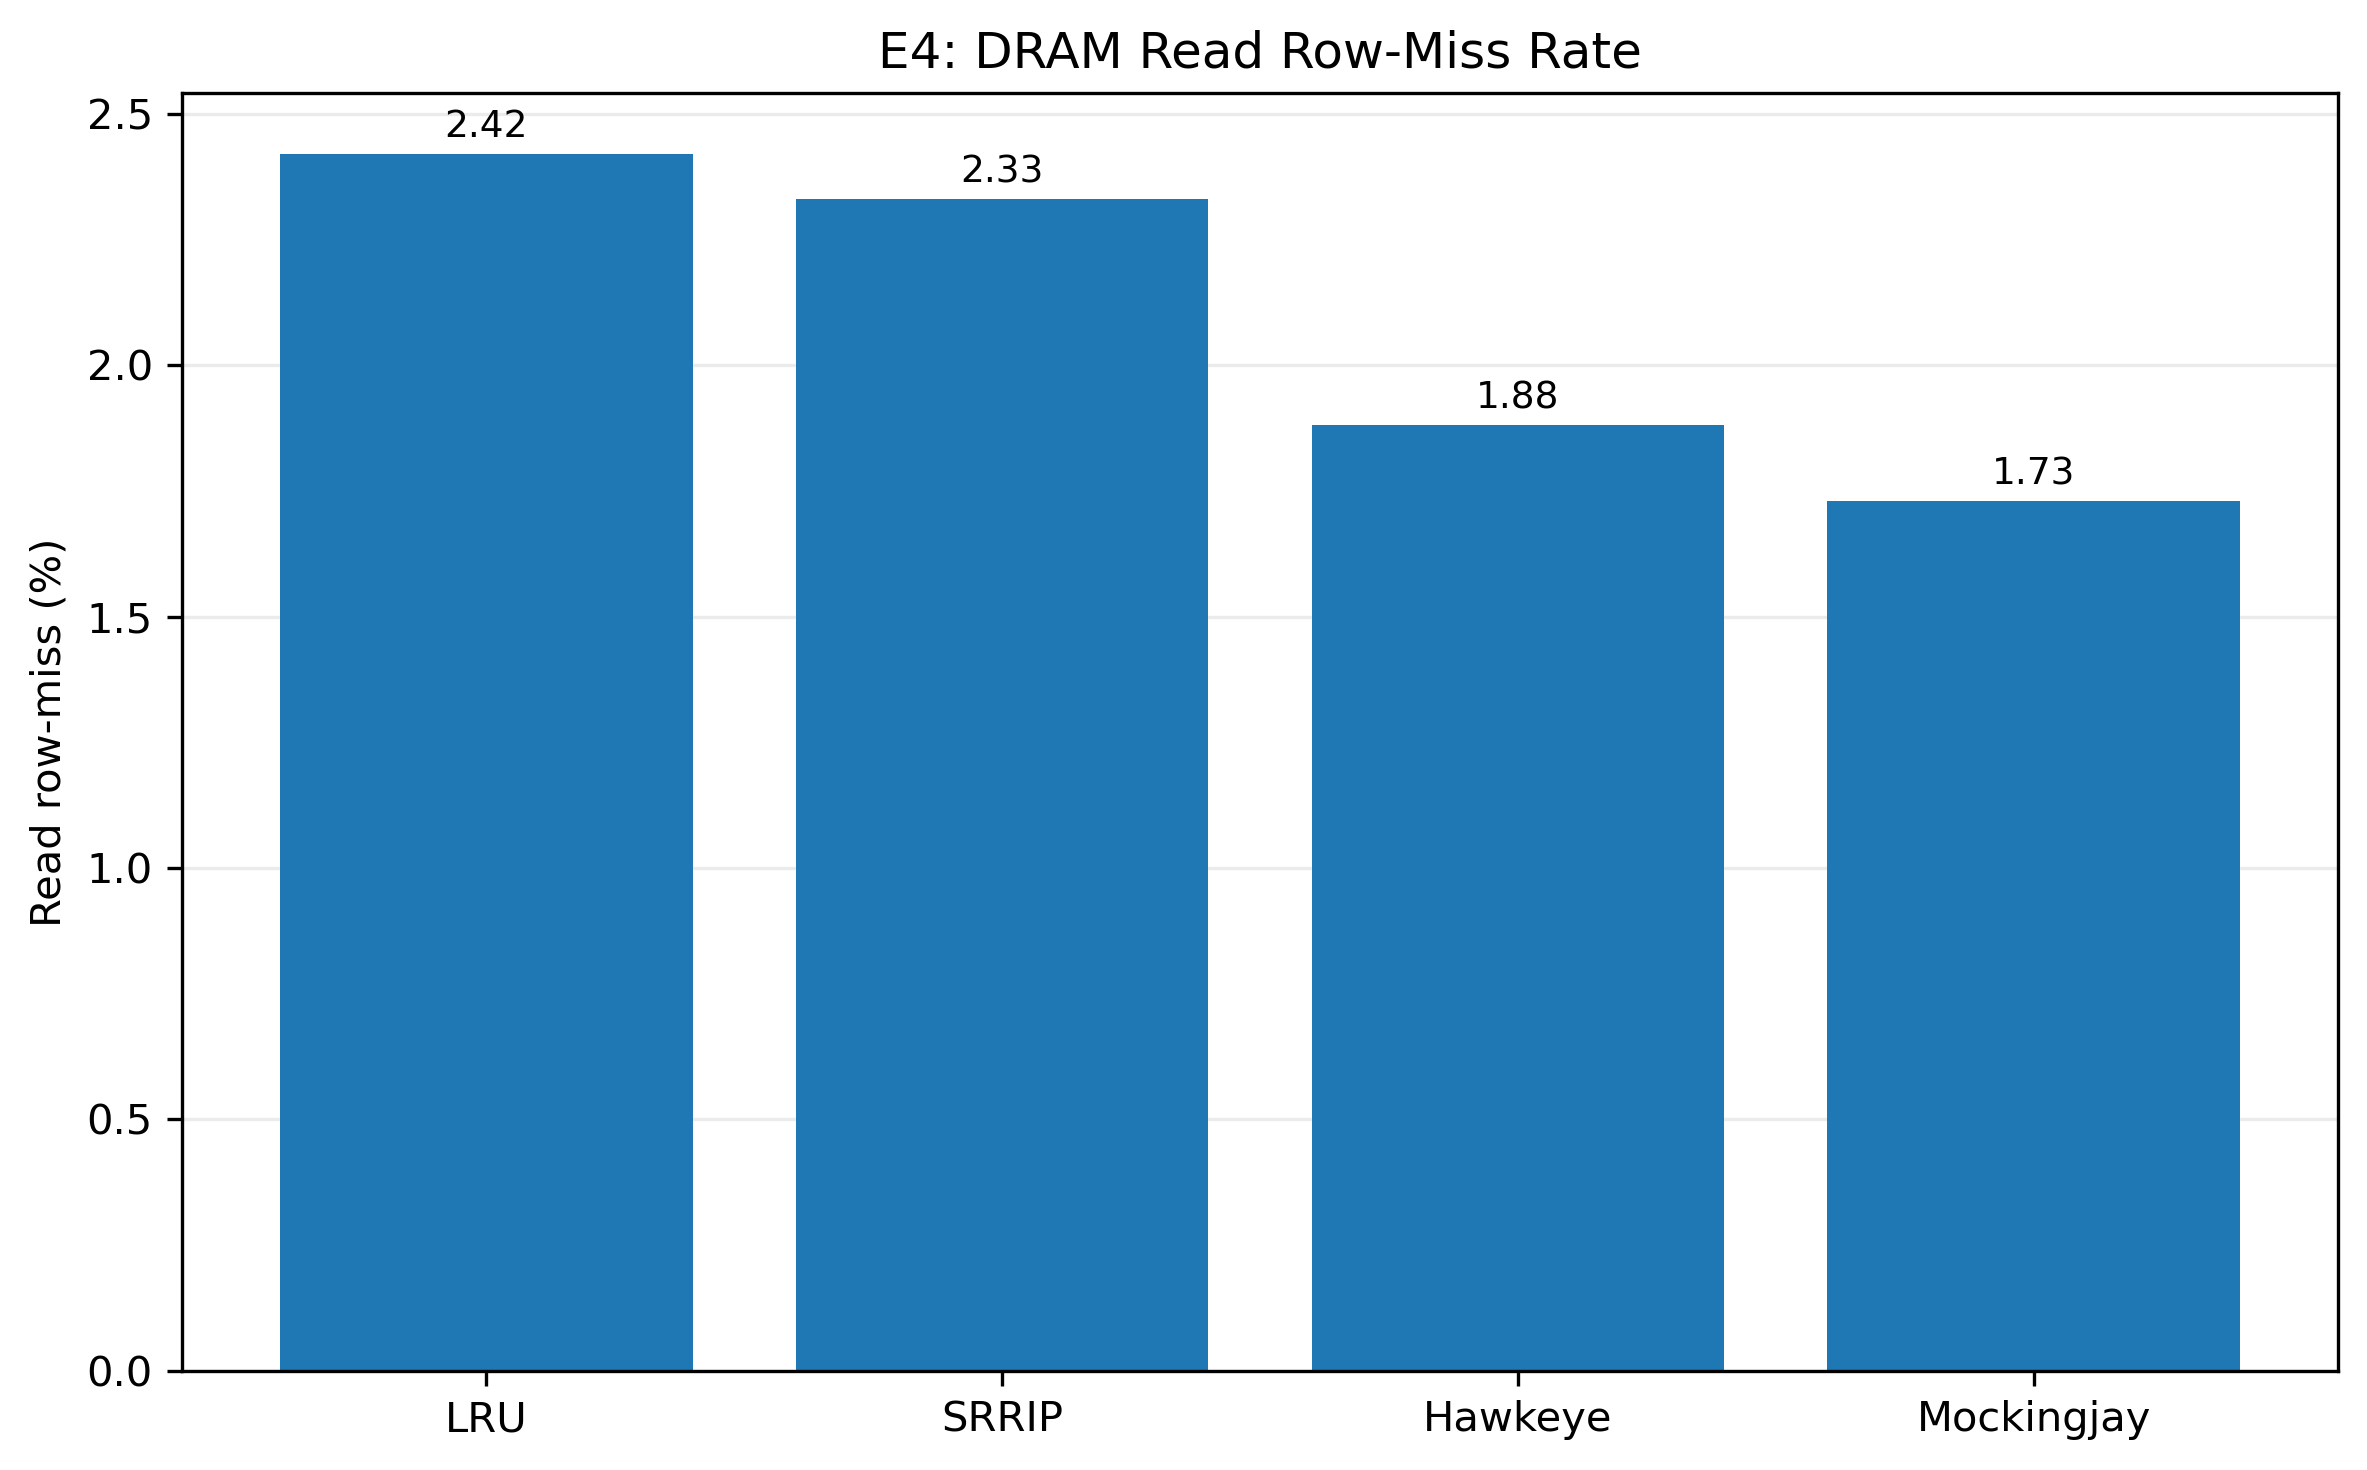 E4: DRAM Read Row-Miss Rate
Read row-miss (%)
2.5
2.0
1.5
1.0
0.5
0.0
2.42
2.33
1.88
1.73
LRU
SRRIP
Hawkeye
Mockingjay